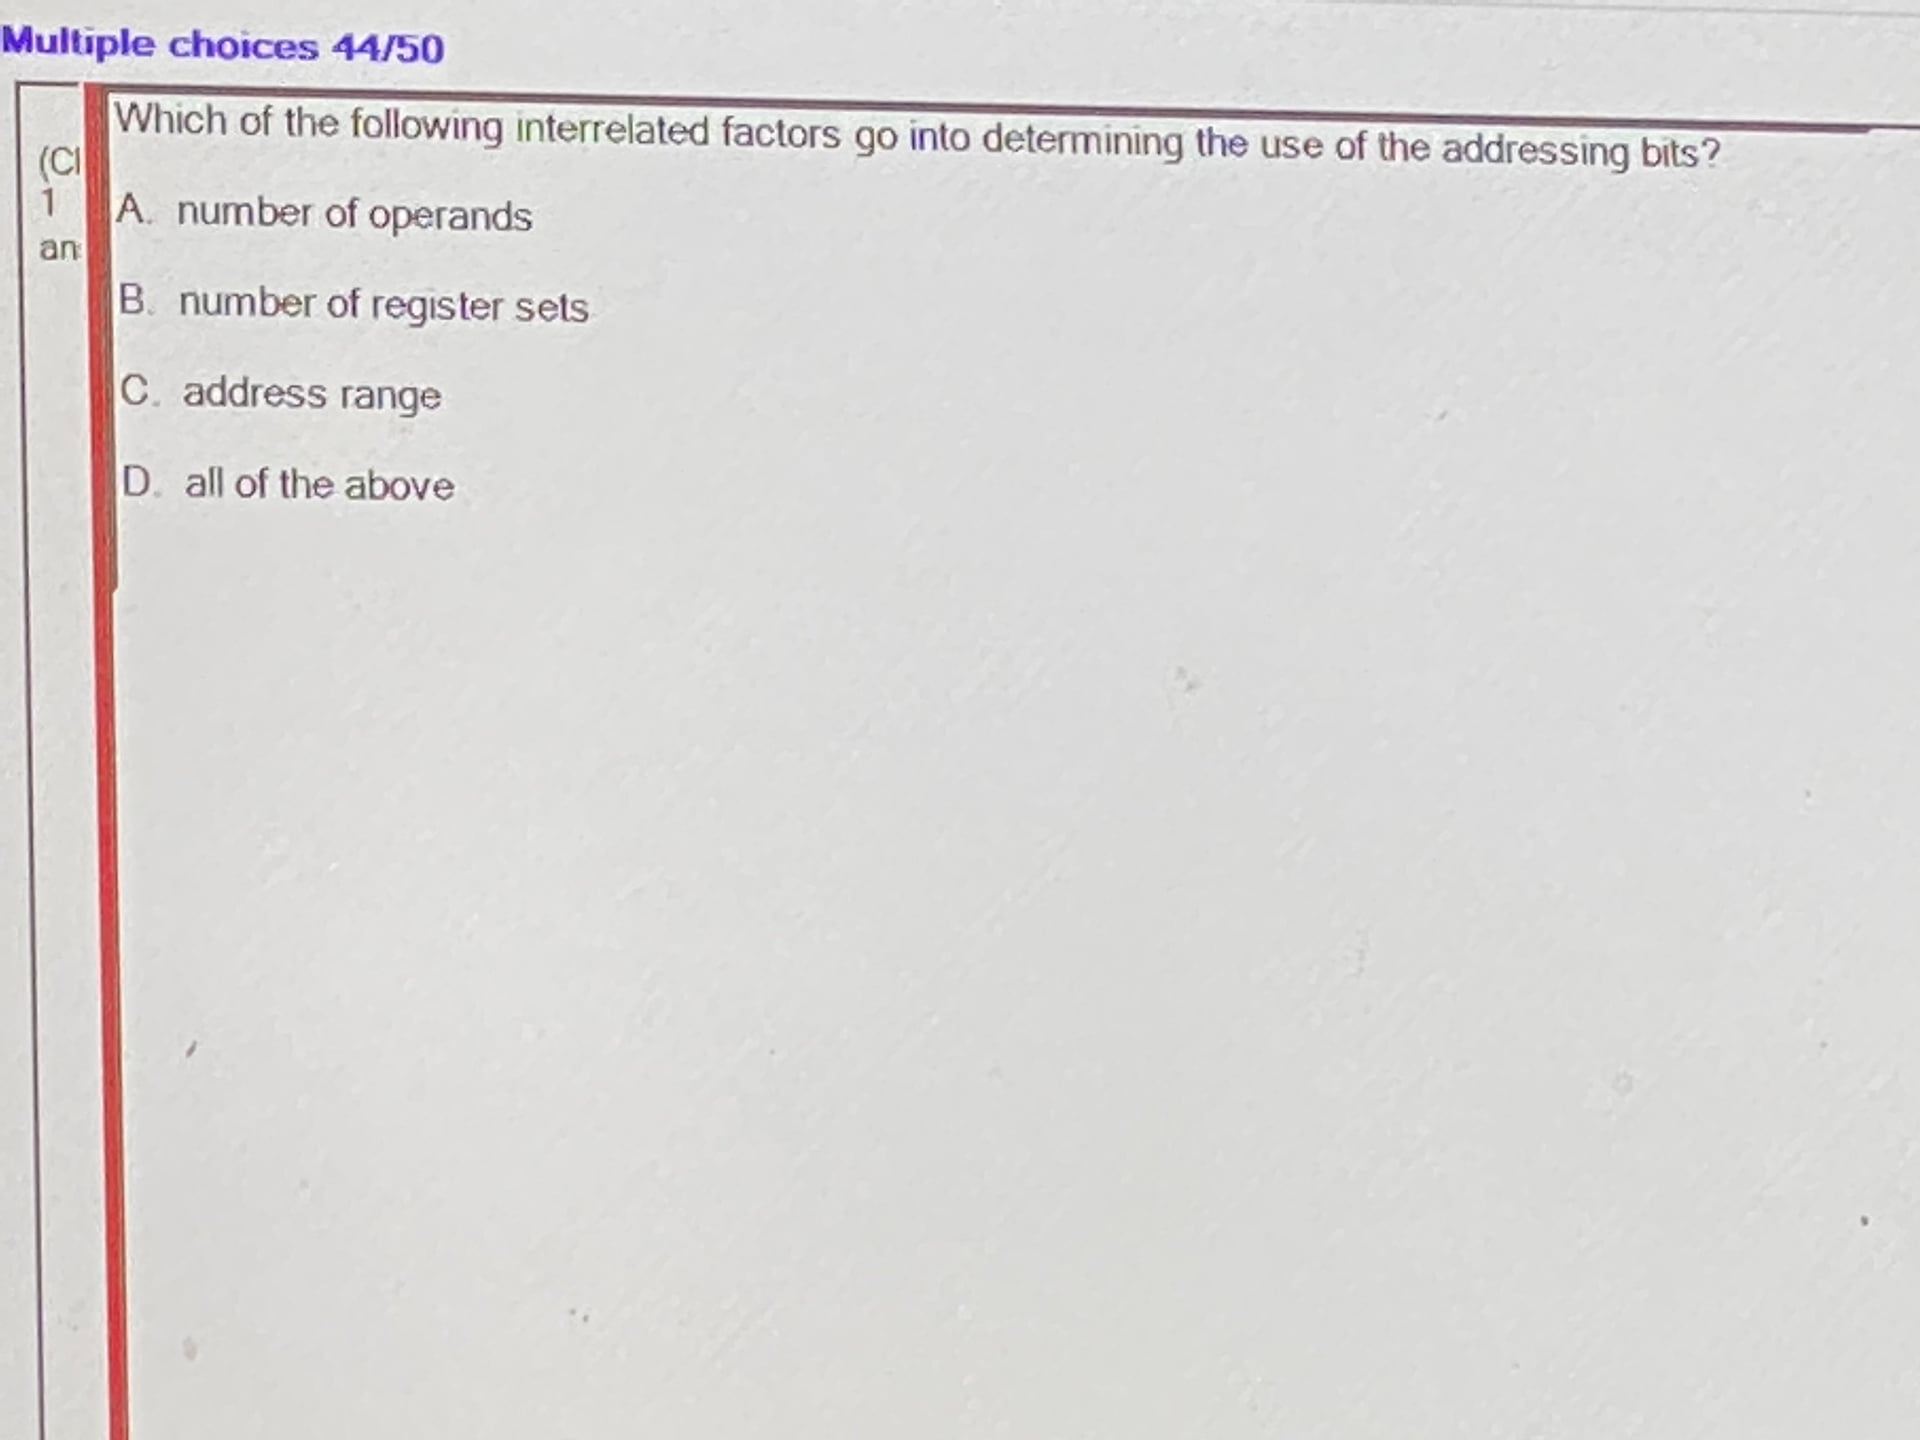 Multiple choices 44/50
Which of the following interrelated factors go into determining the use of the addressing bits?
(Cl
1
an
A. number of operands
B. number of register sets
C. address range
D. all of the above